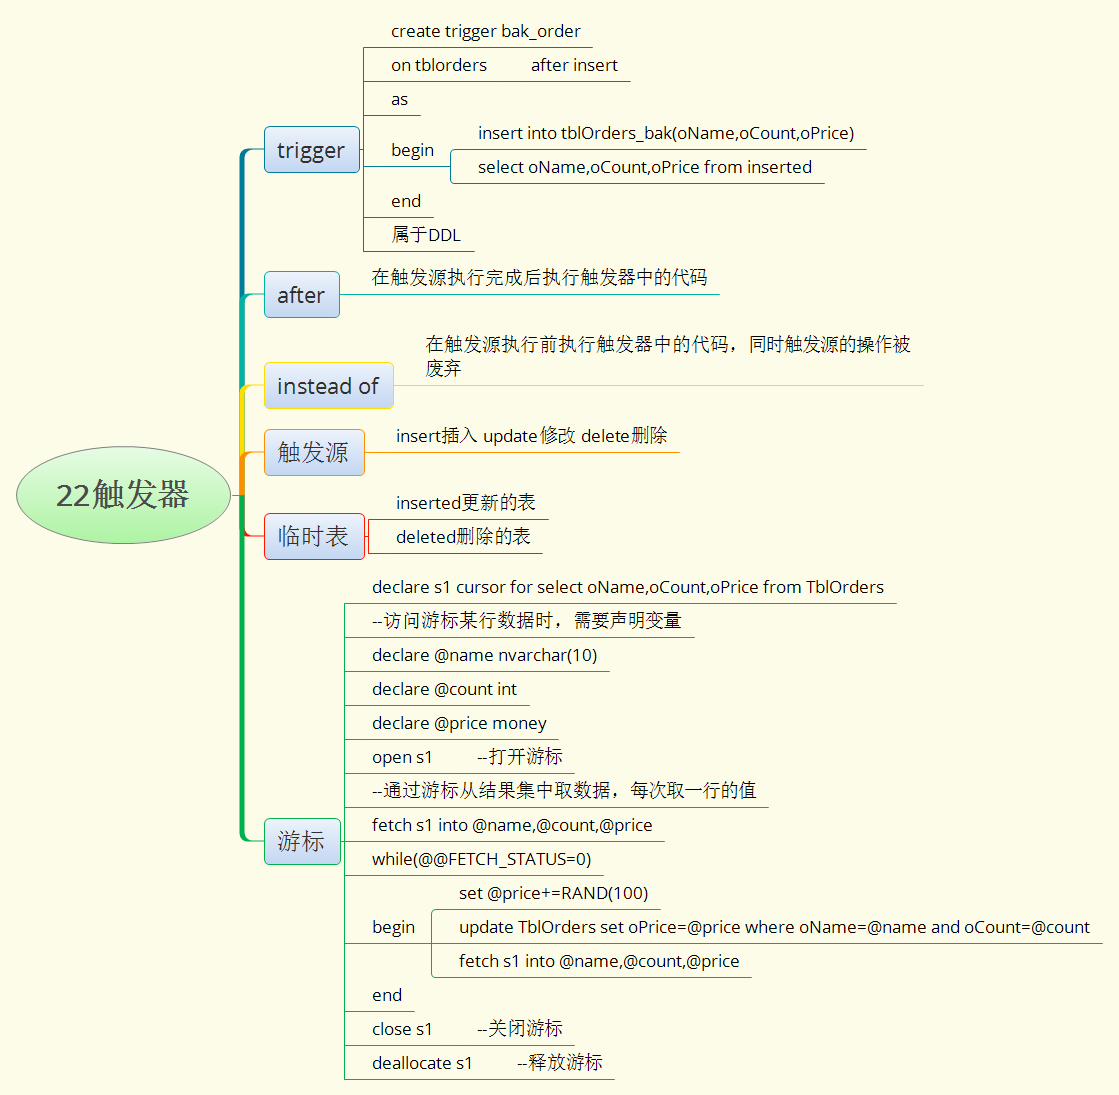 22触发器
trigger
create trigger bak_order
on tblorders after insert
as
begin
insert into tblOrders_bak(oName,oCount,oPrice)
select oName,oCount,oPrice from inserted
end
属于DDL
after
在触发源执行完成后执行触发器中的代码
instead of
在触发源执行前执行触发器中的代码，同时触发源的操作被
废弃
触发源
insert插入 update修改 delete删除
临时表
inserted更新的表
deleted删除的表
游标
declare s1 cursor for select oName,oCount,oPrice from TblOrders
--访问游标某行数据时，需要声明变量
declare @name nvarchar(10)
declare @count int
declare @price money
open s1 --打开游标
--通过游标从结果集中取数据，每次取一行的值
fetch s1 into @name,@count,@price
while(@@FETCH_STATUS=0)
begin
set @price+=RAND(100)
update TblOrders set oPrice=@price where oName=@name and oCount=@count
fetch s1 into @name,@count,@price
end
close s1 --关闭游标
deallocate s1 --释放游标